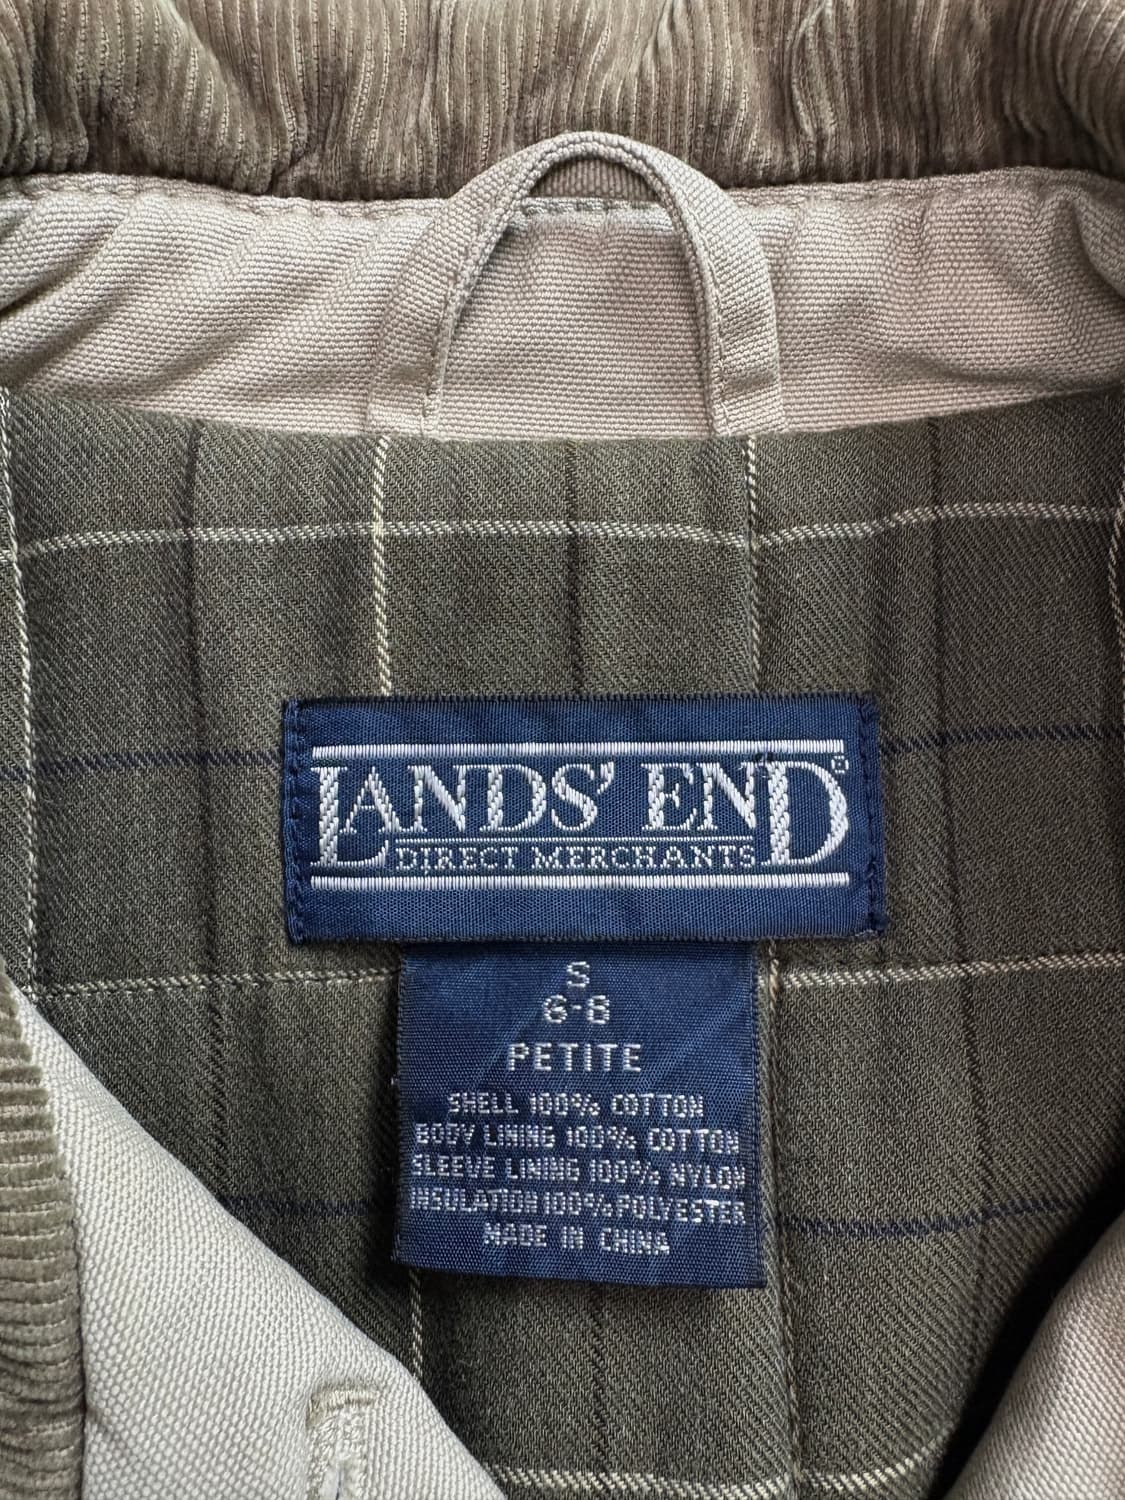 LANDS' END®
DIRECT MERCHANTS
S
6-8
PETITE
SHELL 100% COTTON
BODY LINING 100% COTTON
SLEEVE LINING 100% NYLON
INSULATION 100% POLYESTER
MADE IN CHINA